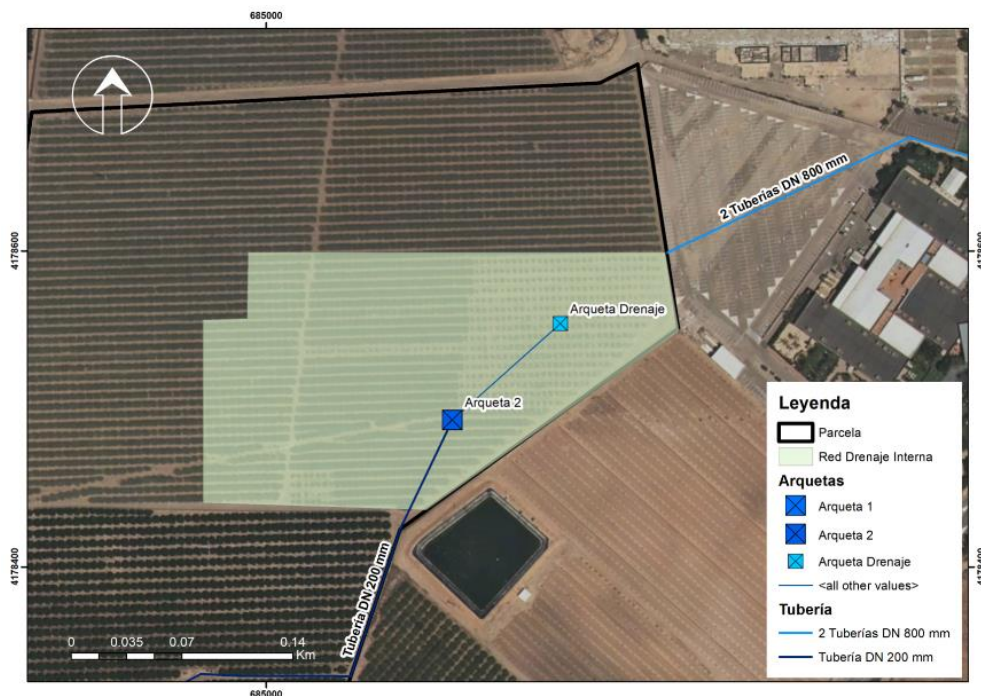 685000
2 Tuberías DN 800 mm
4178600
4178600
Arqueta Drenaje
Arqueta 2
Leyenda
Parcela
Red Drenaje Interna
Arquetas
Arqueta 1
Arqueta 2
Arqueta Drenaje
<all other values>
Tubería
2 Tuberías DN 800 mm
Tubería DN 200 mm
4178400
4178400
Tubería DN 200 mm
0 0.035 0.07 0.14
Km
685000